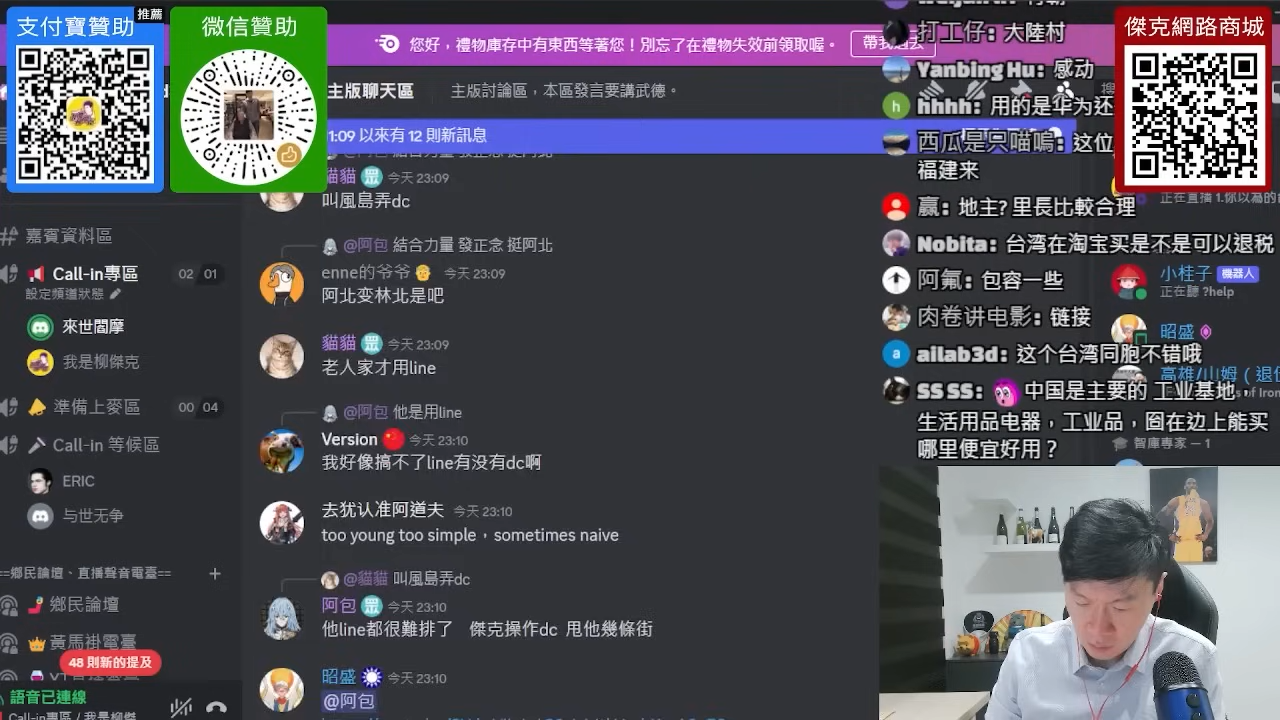 支付寶贊助
推薦
微信贊助
您好，禮物庫存中有東西等著您！別忘了在禮物失效前領取喔。
主版聊天區
主版討論區，本區發言要講武德。
1:09 以來有 12 則新訊息
貓貓 眾 今天 23:09
叫風島弄dc
@阿包 結合力量 發正念 挺阿北
enne的爷爷 今天 23:09
阿北变林北是吧
貓貓 眾 今天 23:09
老人家才用line
@阿包 他是用line
Version 今天 23:10
我好像搞不了line有没有dc啊
去犹认准阿道夫 今天 23:10
too young too simple，sometimes naive
@貓貓 叫風島弄dc
阿包 眾 今天 23:10
他line都很難排了 傑克操作dc 甩他幾條街
昭盛 今天 23:10
@阿包
嘉賓資料區
Call-in專區 02 01
設定頻道狀態
來世閻摩
我是柳傑克
準備上麥區 00 04
Call-in 等候區
ERIC
与世无争
==鄉民論壇、直播聲音電臺==
鄉民論壇
黃馬褂電臺
48 則新的提及
語音已連線
打工仔: 大陸村
Yanbing Hu: 感动
hhhh: 用的是华为还
西瓜是只喵嗚: 这位
福建来
赢: 地主? 里長比較合理
Nobita: 台湾在淘宝买是不是可以退税
阿氟: 包容一些
肉卷讲电影: 链接
ailab3d: 这个台湾同胞不错哦
SS SS: 中国是主要的 工业基地，
生活用品电器，工业品，囼在边上能买
哪里便宜好用？
傑克網路商城
小桂子 機器人
正在聽 ?help
昭盛
智庫專家 — 1